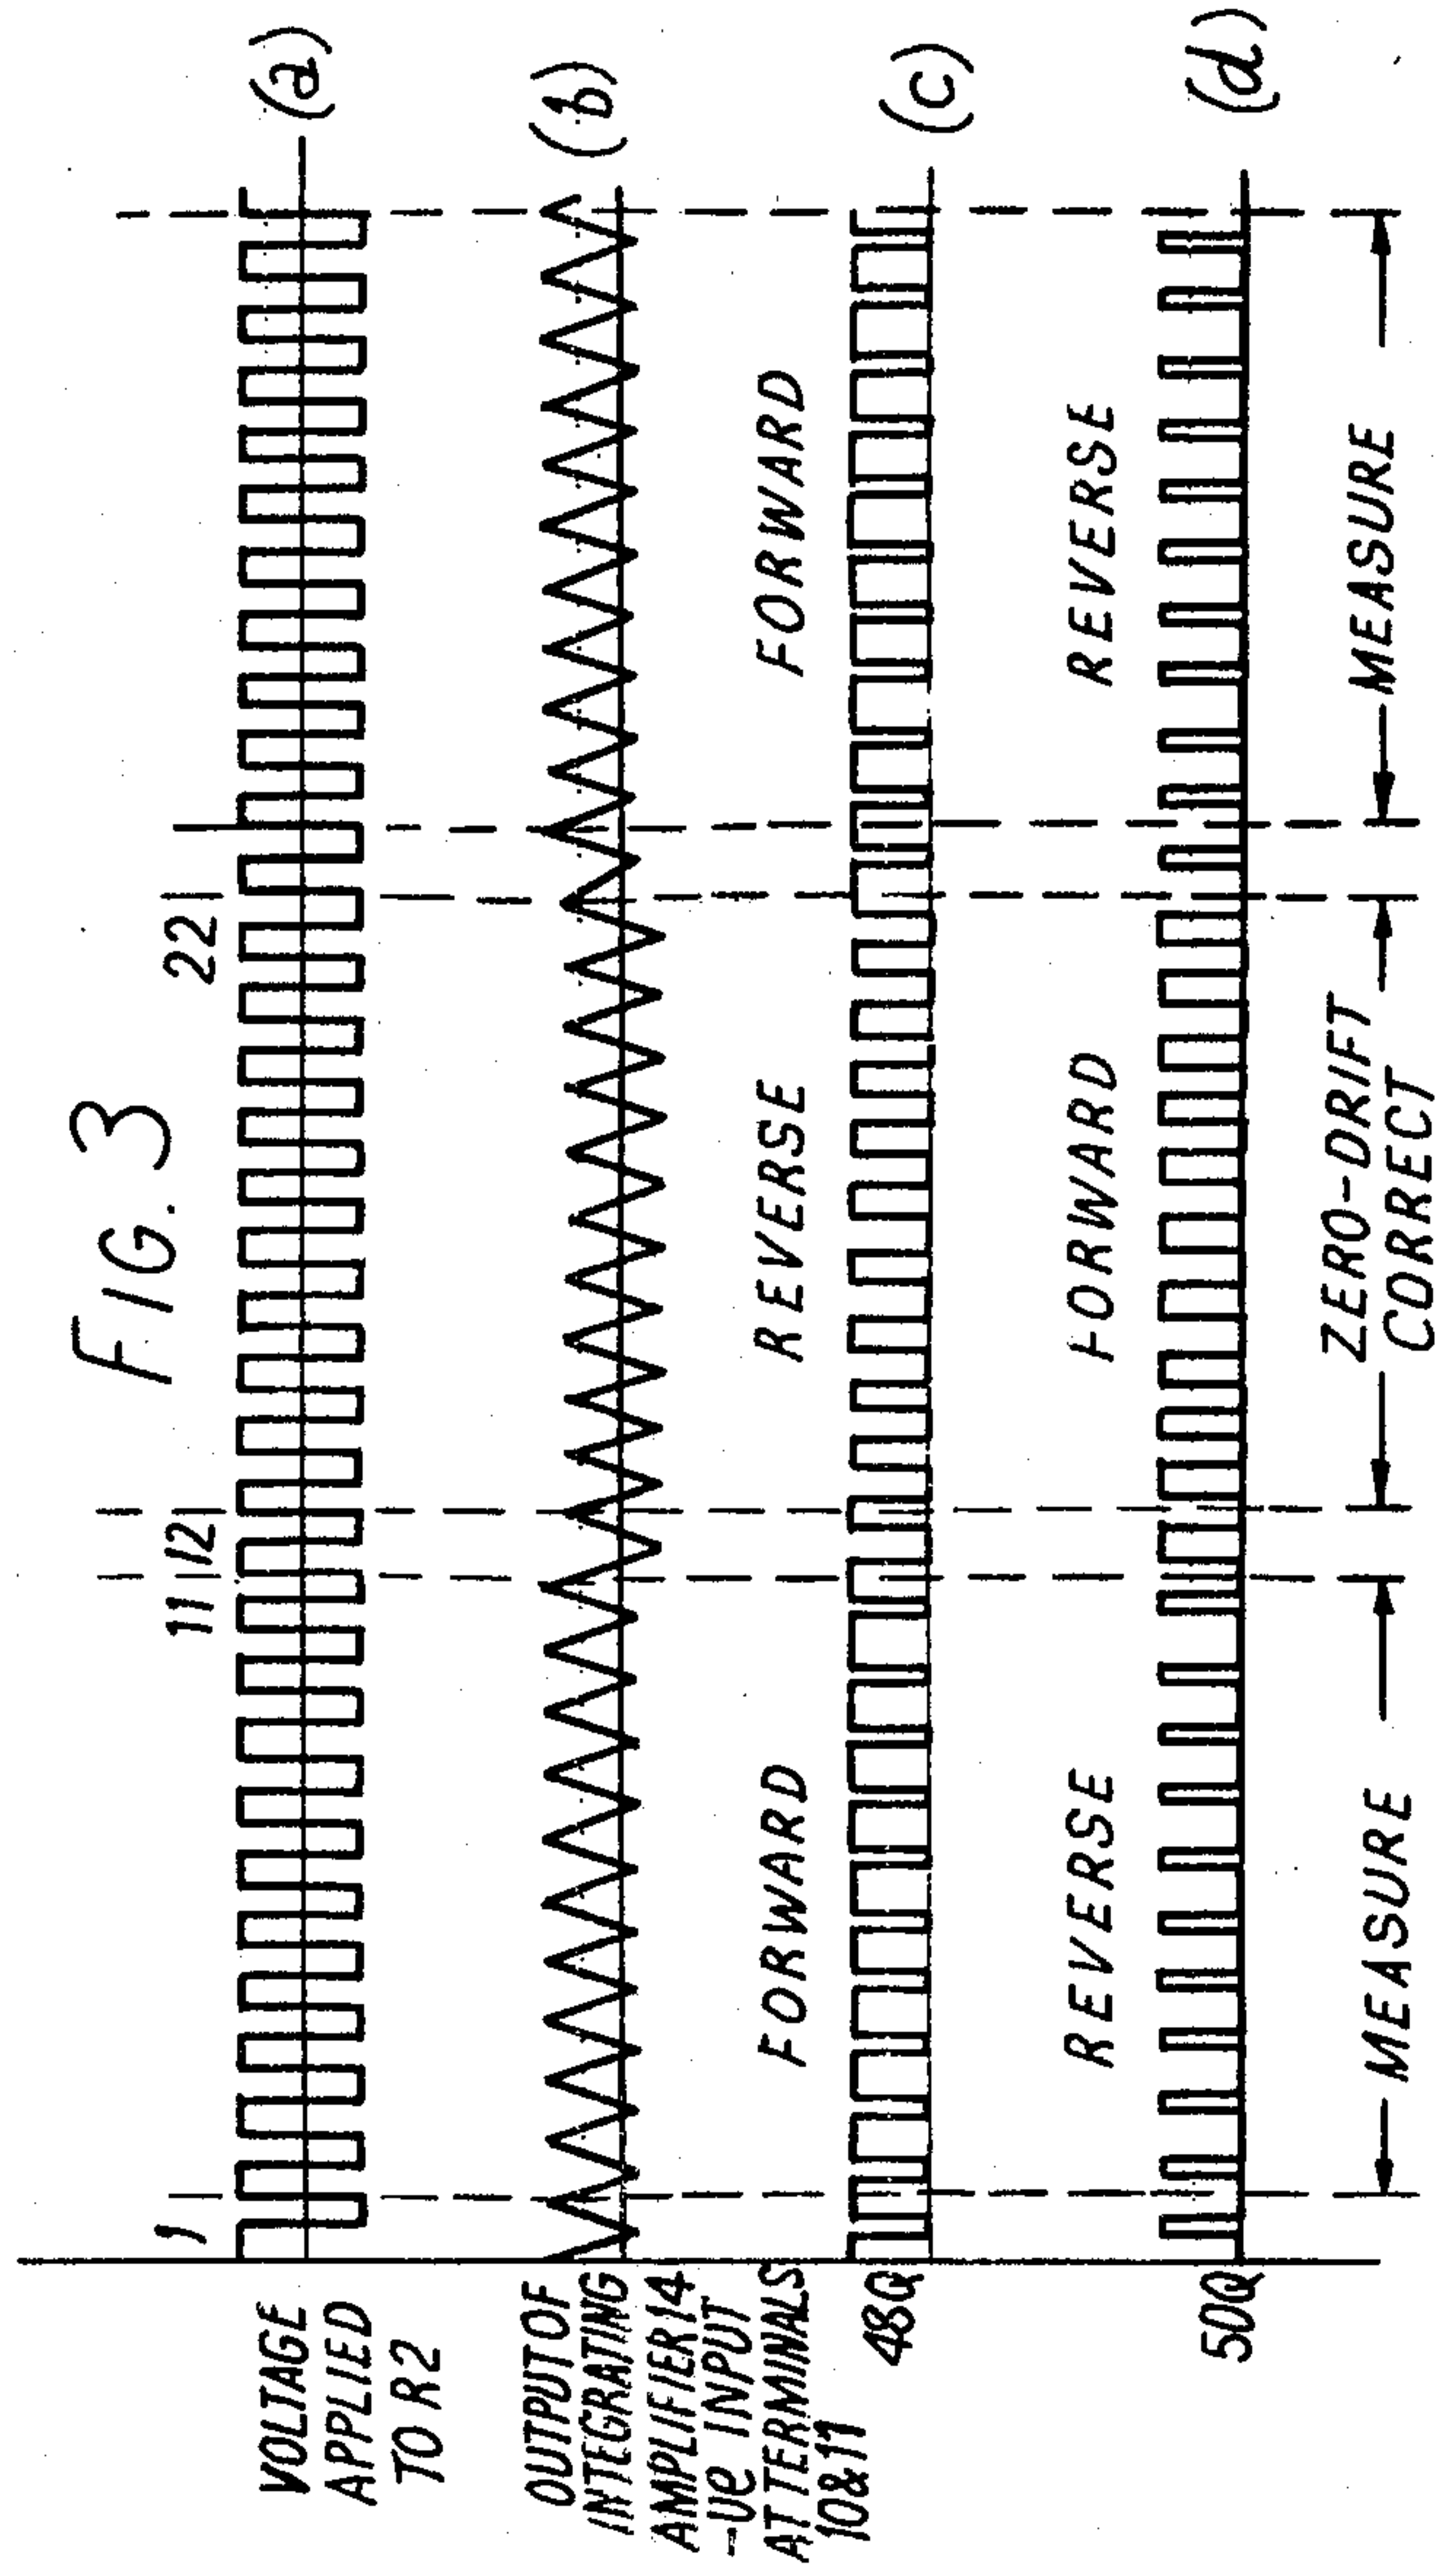 FIG. 3
1
11
12
22
VOLTAGE
APPLIED
TO R2
(a)
OUTPUT OF
INTEGRATING
AMPLIFIER 14
-ve INPUT
AT TERMINALS
10&11
(b)
FORWARD
REVERSE
FORWARD
48Q
(c)
REVERSE
FORWARD
REVERSE
50Q
(d)
MEASURE
ZERO-DRIFT
CORRECT
MEASURE